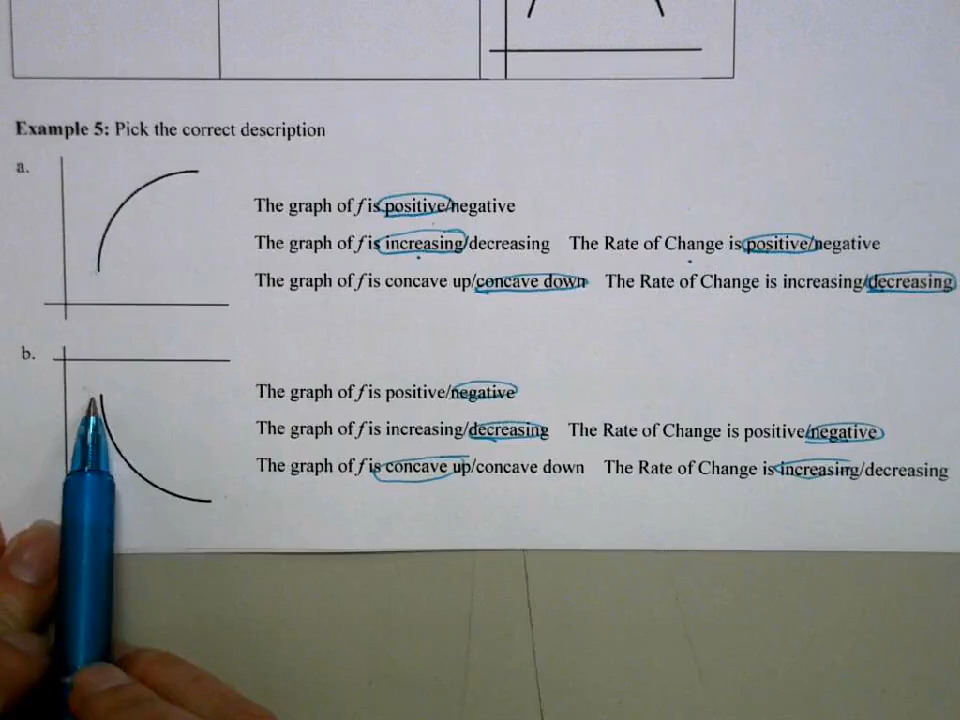 Example 5: Pick the correct description
a.
The graph of f is positive/negative
The graph of f is increasing/decreasing The Rate of Change is positive/negative
The graph of f is concave up/concave down The Rate of Change is increasing/decreasing
b.
The graph of f is positive/negative
The graph of f is increasing/decreasing The Rate of Change is positive/negative
The graph of f is concave up/concave down The Rate of Change is increasing/decreasing